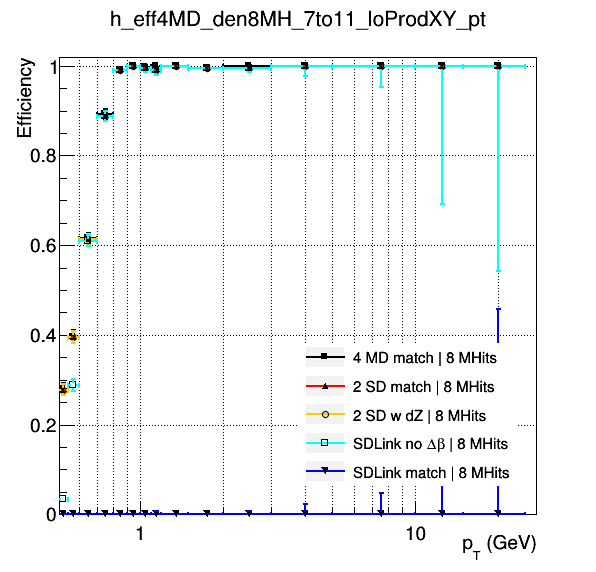 h_eff4MD_den8MH_7to11_loProdXY_pt
Efficiency
1
0.8
0.6
0.4
0.2
0
4 MD match | 8 MHits
2 SD match | 8 MHits
2 SD w dZ | 8 MHits
SDLink no Δβ | 8 MHits
SDLink match | 8 MHits
1
10
p_T (GeV)